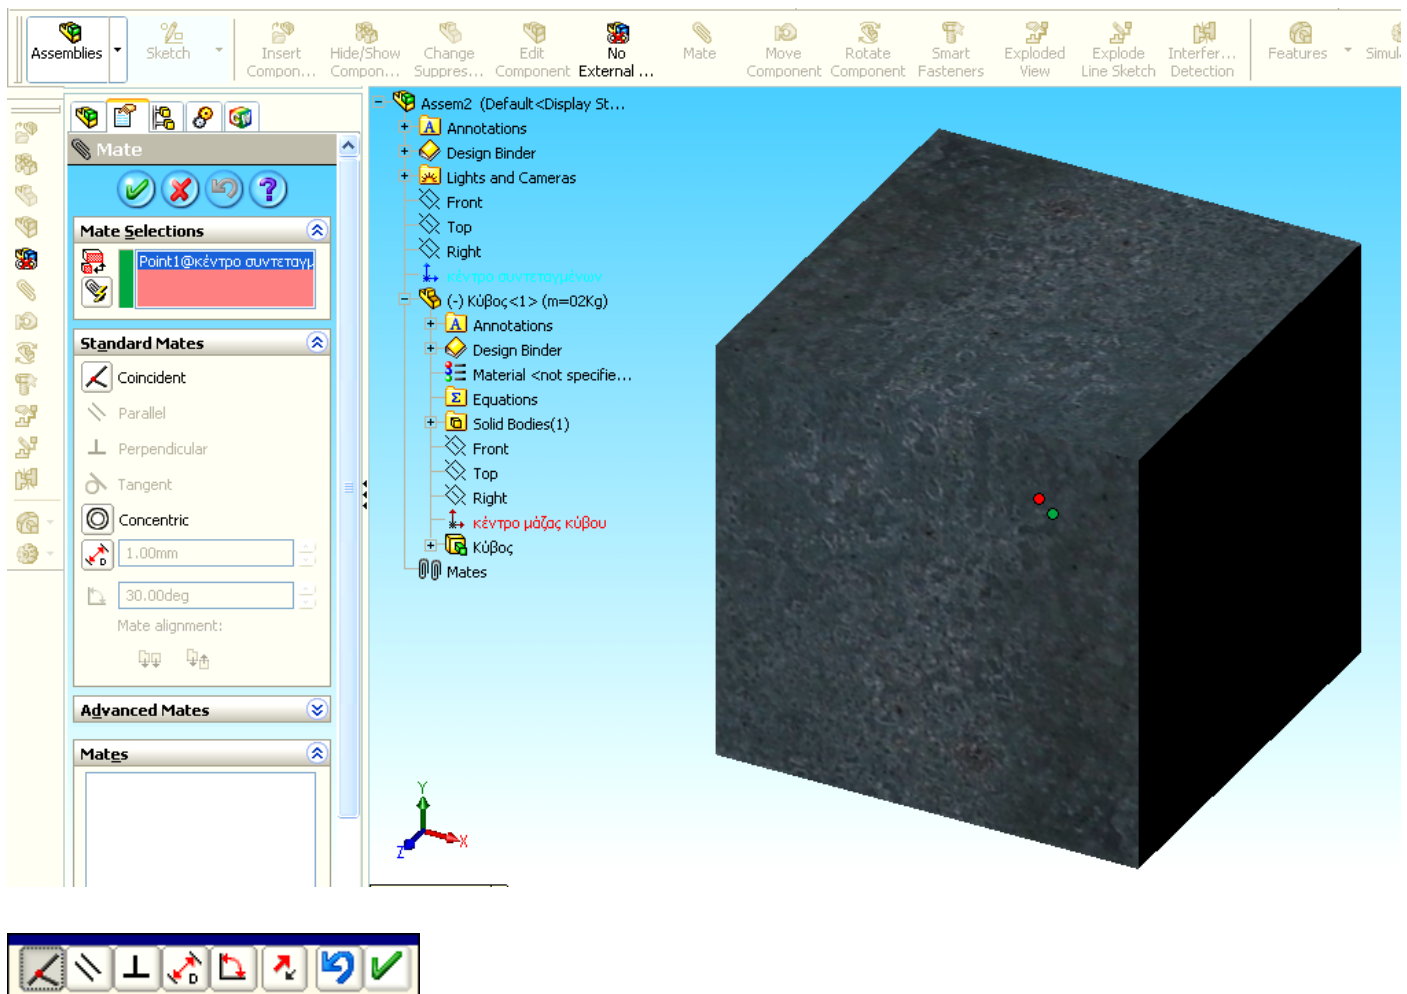 Assemblies
Sketch
Insert
Compon...
Hide/Show
Compon...
Change
Suppres...
Edit
Component
No
External ...
Mate
Move
Component
Rotate
Component
Smart
Fasteners
Exploded
View
Explode
Line Sketch
Interfer...
Detection
Features
Simul
Mate
Mate Selections
Point1@κέντρο συντεταγμ
Standard Mates
Coincident
Parallel
Perpendicular
Tangent
Concentric
D
1.00mm
30.00deg
Mate alignment:
Advanced Mates
Mates
Assem2 (Default<Display St...
A Annotations
Design Binder
Lights and Cameras
Front
Top
Right
κέντρο συντεταγμένων
(-) Κύβος<1> (m=02Kg)
A Annotations
Design Binder
Material <not specifie...
Σ Equations
Solid Bodies(1)
Front
Top
Right
κέντρο μάζας κύβου
Κύβος
Mates
Y
X
Z
D